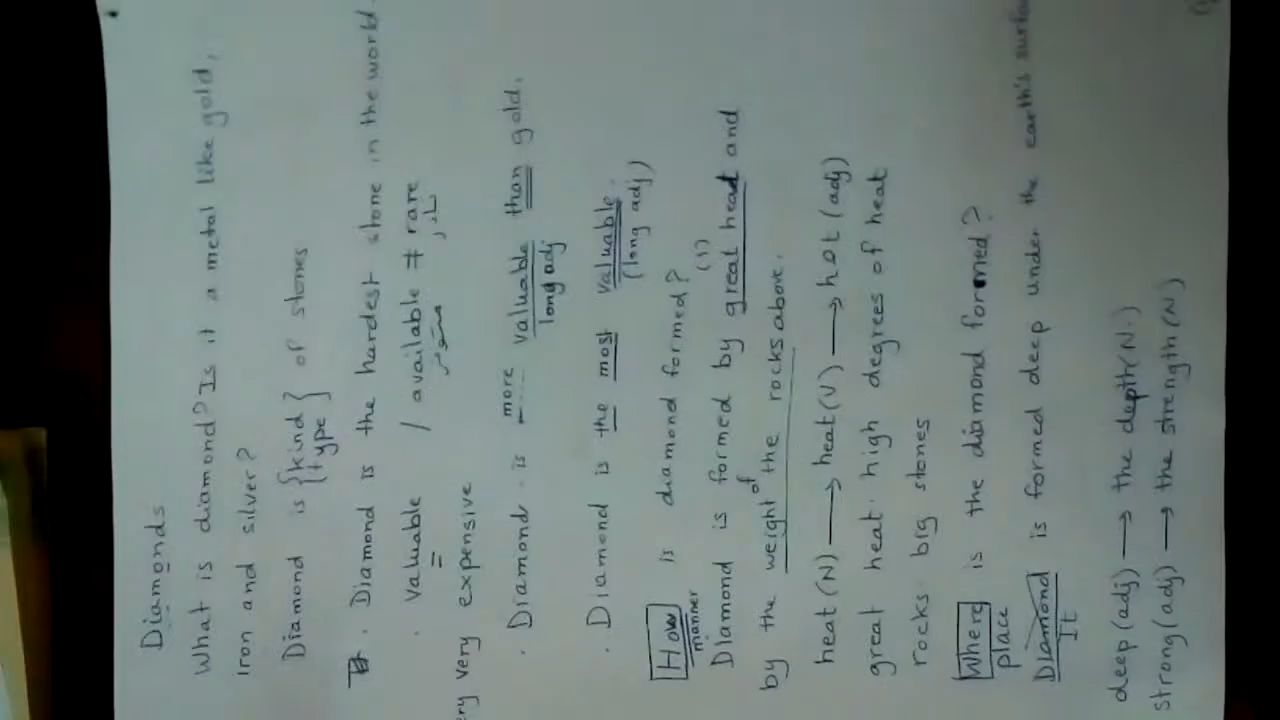 Diamonds
What is diamond? Is it a metal like gold,
Iron and silver?
Diamond is {kind} of stones
{type}
. Diamond is the hardest stone in the world.
. valuable / available ≠ rare
= متوفر نادر
very expensive
. Diamond is more valuable than gold.
long adj
. Diamond is the most valuable.
(long adj)
How is diamond formed?
manner (1)
Diamond is formed by great heat and
by the weight of the rocks above.
heat (N) → heat (V) → hot (adj)
great heat high degrees of heat
rocks big stones
Where is the diamond formed?
place
Diamond is formed deep under the earth's
It
deep (adj) → the depth (N.)
strong (adj) → the strength (N)